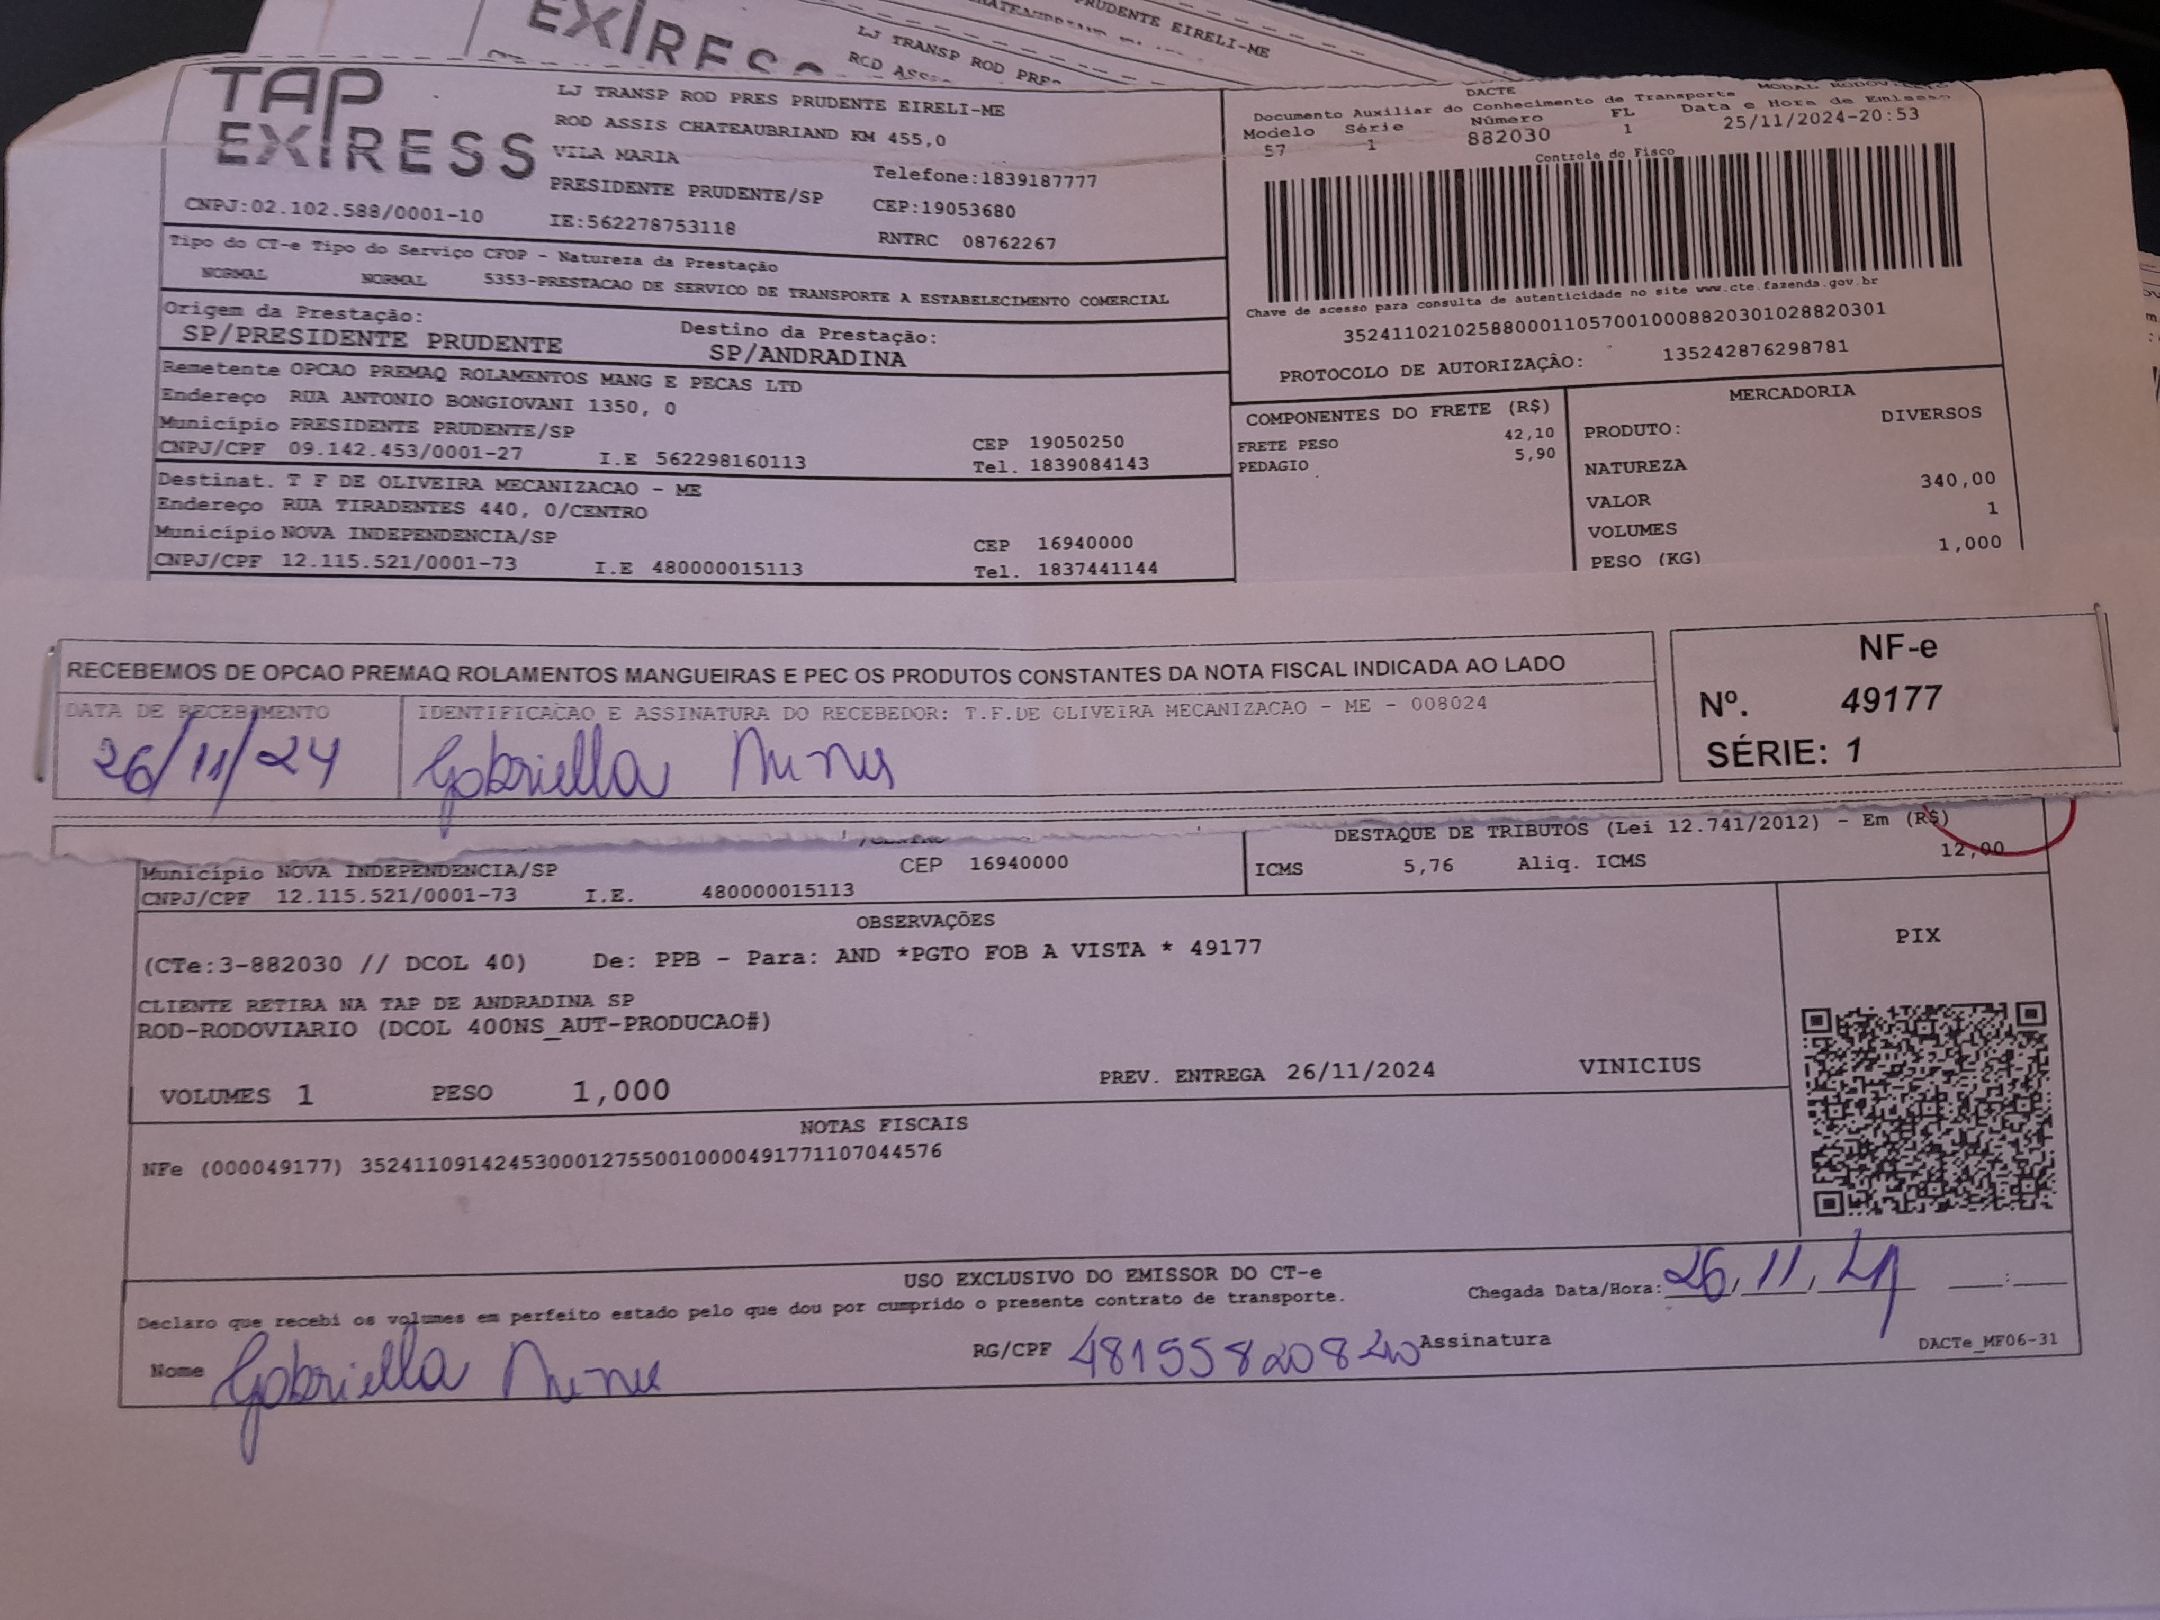 EXPRESS
LJ TRANSP ROD PRE
PRUDENTE EIRELI-ME
TAP
EXPRESS
LJ TRANSP ROD PRES PRUDENTE EIRELI-ME
ROD ASSIS CHATEAUBRIAND KM 455,0
VILA MARIA
Telefone:1839187777
PRESIDENTE PRUDENTE/SP
CEP:19053680
CNPJ:02.102.588/0001-10
IE:562278753118
RNTRC 08762267
DACTE
MODAL RODOVIARIO
Documento Auxiliar do Conhecimento de Transporte
Modelo Série Número FL Data e Hora de Emissao
57 1 882030 1 25/11/2024-20:53
Controle do Fisco
Chave de acesso para consulta de autenticidade no site www.cte.fazenda.gov.br
35241102102588000110570010008820301028820301
PROTOCOLO DE AUTORIZAÇÃO: 135242876298781
Tipo do CT-e Tipo do Serviço CFOP - Natureza da Prestação
NORMAL NORMAL 5353-PRESTACAO DE SERVICO DE TRANSPORTE A ESTABELECIMENTO COMERCIAL
Origem da Prestação: Destino da Prestação:
SP/PRESIDENTE PRUDENTE SP/ANDRADINA
Remetente OPCAO PREMAQ ROLAMENTOS MANG E PECAS LTD
Endereço RUA ANTONIO BONGIOVANI 1350, 0
Município PRESIDENTE PRUDENTE/SP CEP 19050250
CNPJ/CPF 09.142.453/0001-27 I.E 562298160113 Tel. 1839084143
Destinat. T F DE OLIVEIRA MECANIZACAO - ME
Endereço RUA TIRADENTES 440, 0/CENTRO
Município NOVA INDEPENDENCIA/SP CEP 16940000
CNPJ/CPF 12.115.521/0001-73 I.E 480000015113 Tel. 1837441144
COMPONENTES DO FRETE (R$)
FRETE PESO 42,10
PEDAGIO 5,90
MERCADORIA
PRODUTO: DIVERSOS
NATUREZA
VALOR 340,00
VOLUMES 1
PESO (KG) 1,000
RECEBEMOS DE OPCAO PREMAQ ROLAMENTOS MANGUEIRAS E PEC OS PRODUTOS CONSTANTES DA NOTA FISCAL INDICADA AO LADO
DATA DE RECEBIMENTO
26/11/24
IDENTIFICACAO E ASSINATURA DO RECEBEDOR: T.F.DE OLIVEIRA MECANIZACAO - ME - 008024
Gabriella Nunes
NF-e
Nº. 49177
SÉRIE: 1
Município NOVA INDEPENDENCIA/SP CEP 16940000
CNPJ/CPF 12.115.521/0001-73 I.E. 480000015113
DESTAQUE DE TRIBUTOS (Lei 12.741/2012) - Em (R$)
ICMS 5,76 Aliq. ICMS 12,00
OBSERVAÇÕES
(CTe:3-882030 // DCOL 40) De: PPB - Para: AND *PGTO FOB A VISTA * 49177
CLIENTE RETIRA NA TAP DE ANDRADINA SP
ROD-RODOVIARIO (DCOL 400NS_AUT-PRODUCAO#)
VOLUMES 1 PESO 1,000 PREV. ENTREGA 26/11/2024 VINICIUS
PIX
NOTAS FISCAIS
NFe (000049177) 35241109142453000127550010000491771107044576
USO EXCLUSIVO DO EMISSOR DO CT-e
Declaro que recebi os volumes em perfeito estado pelo que dou por cumprido o presente contrato de transporte.
Chegada Data/Hora: 26/11/24 :
Nome Gabriella Nunes RG/CPF 48155820840 Assinatura
DACTe_MF06-31